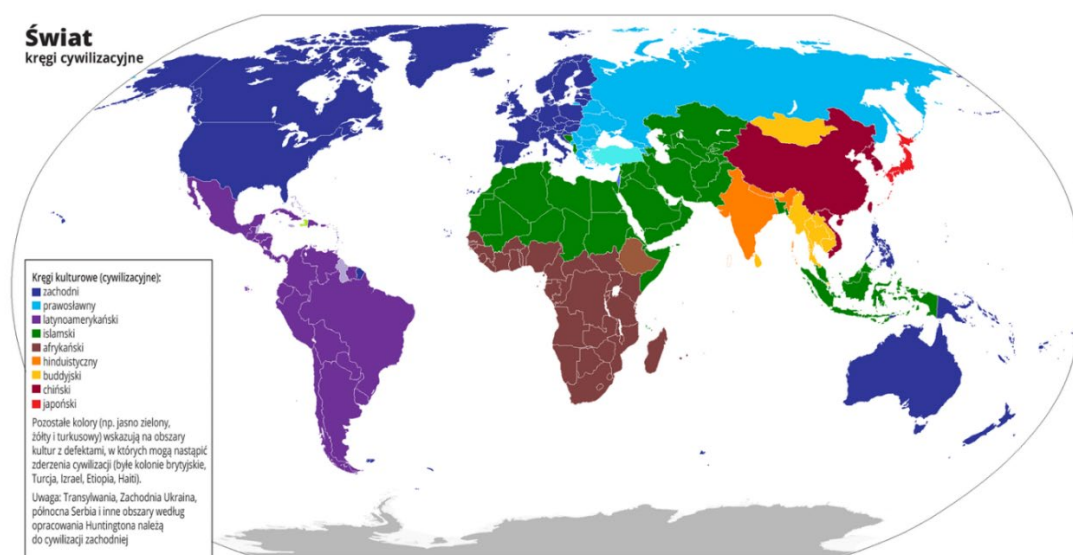 Świat
kręgi cywilizacyjne
Kręgi kulturowe (cywilizacyjne):
zachodni
prawosławny
latynoamerykański
islamski
afrykański
hinduistyczny
buddyjski
chiński
japoński
Pozostałe kolory (np. jasno zielony,
żółty i turkusowy) wskazują na obszary
kultur z defektami, w których mogą nastąpić
zderzenia cywilizacji (byłe kolonie brytyjskie,
Turcja, Izrael, Etiopia, Haiti).
Uwaga: Transylwania, Zachodnia Ukraina,
północna Serbia i inne obszary według
opracowania Huntingtona należą
do cywilizacji zachodniej